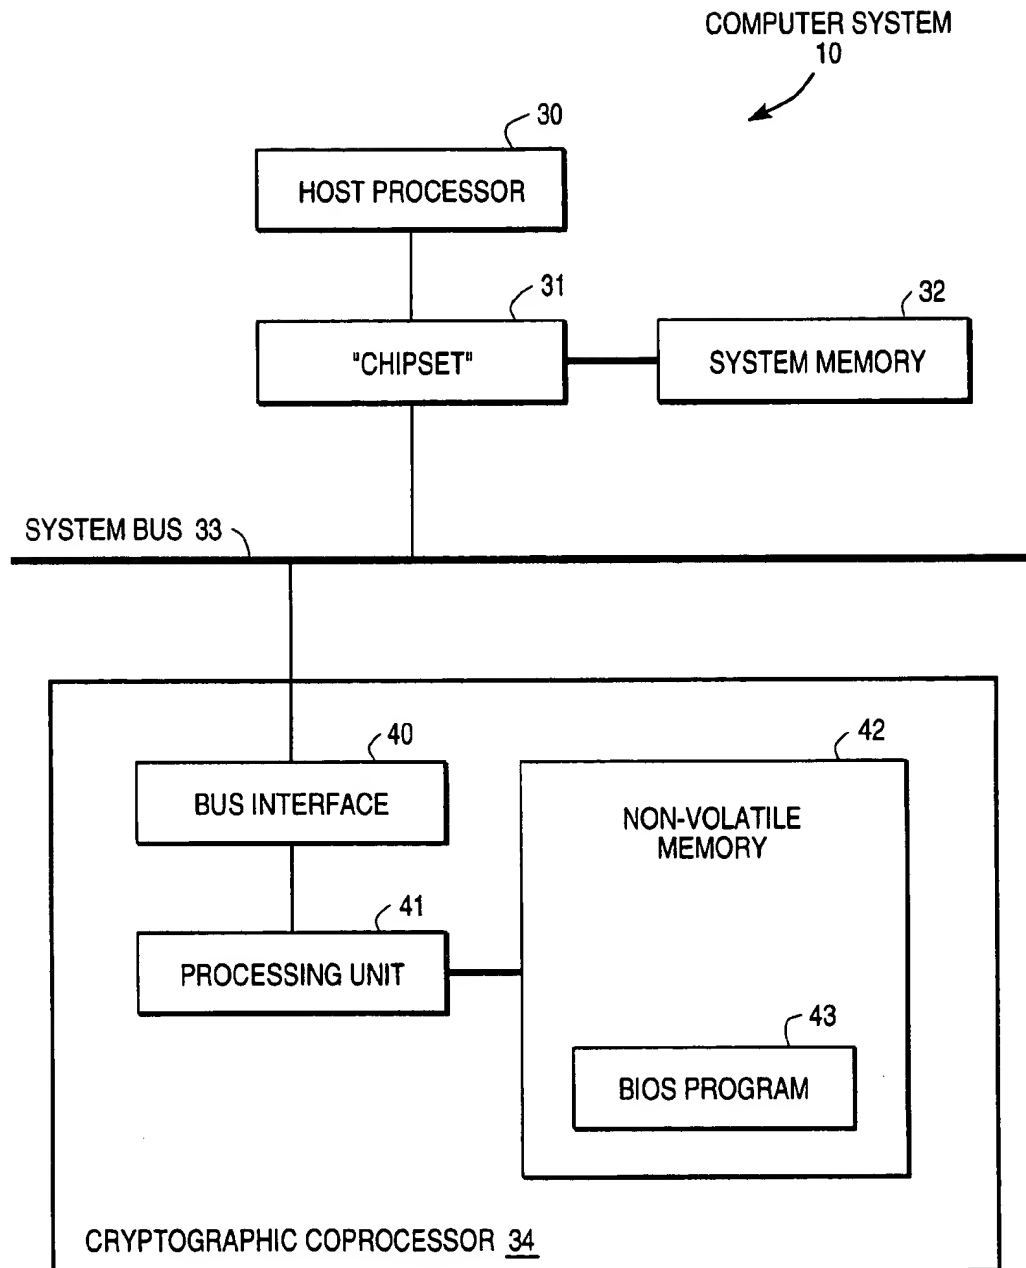 COMPUTER SYSTEM
10
30
HOST PROCESSOR
31
"CHIPSET"
32
SYSTEM MEMORY
SYSTEM BUS 33
40
BUS INTERFACE
42
NON-VOLATILE
MEMORY
41
PROCESSING UNIT
43
BIOS PROGRAM
CRYPTOGRAPHIC COPROCESSOR 34